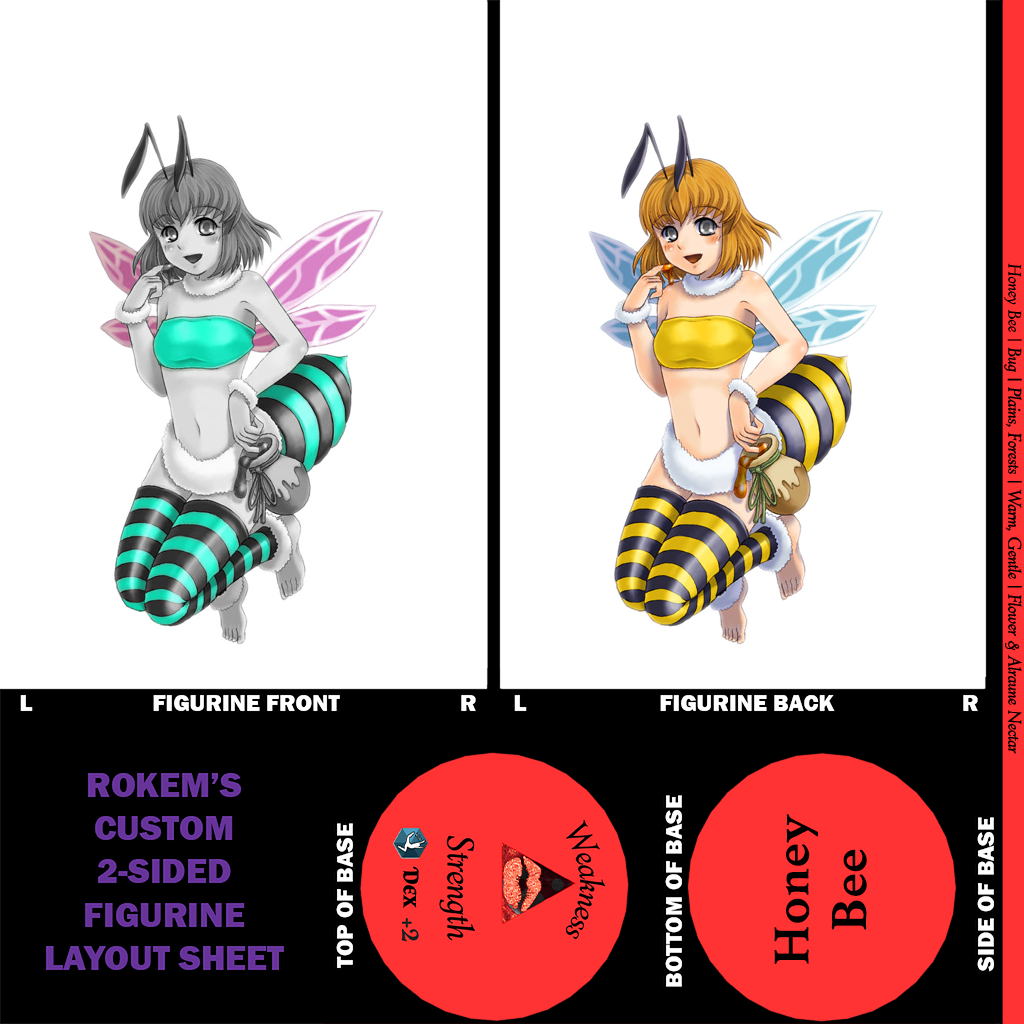 Honey Bee | Bug | Plains, Forests | Warm, Gentle | Flower & Alraune Nectar
L
FIGURINE FRONT
R
L
FIGURINE BACK
R
ROKEM'S
CUSTOM
2-SIDED
FIGURINE
LAYOUT SHEET
TOP OF BASE
Dex +2
Strength
Weakness
BOTTOM OF BASE
Honey
Bee
SIDE OF BASE